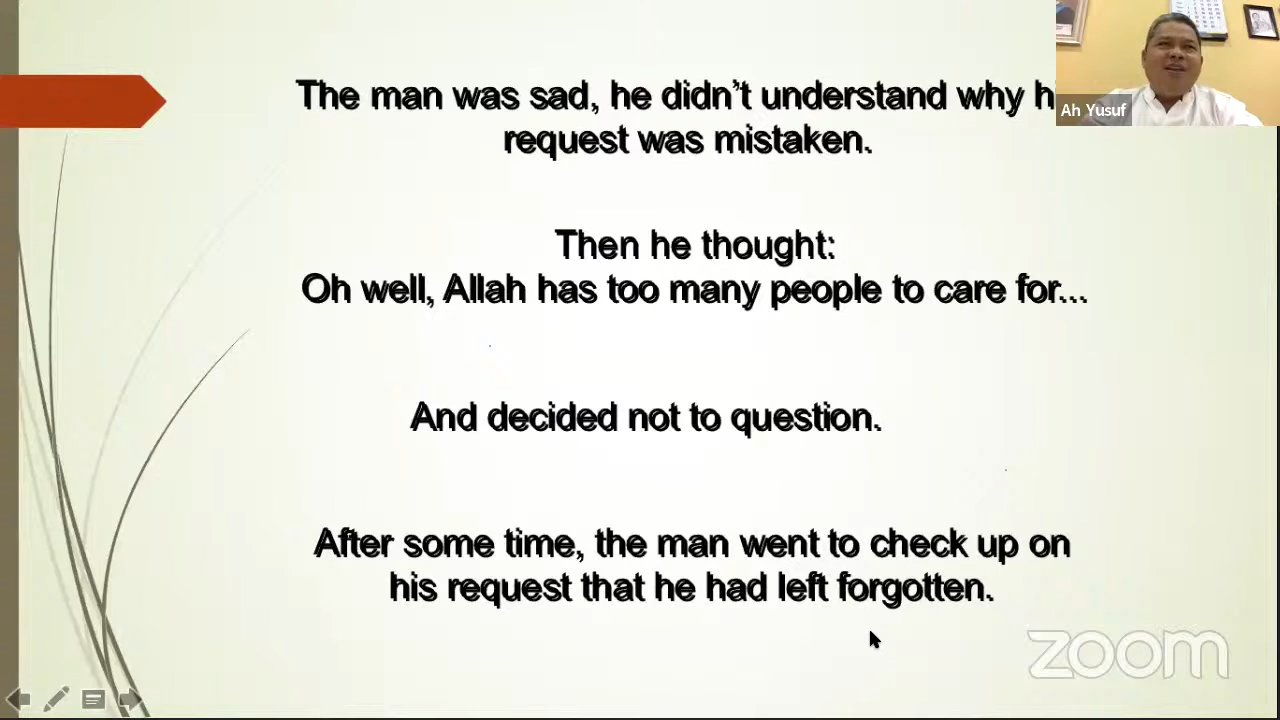 The man was sad, he didn't understand why h
request was mistaken.
Then he thought:
Oh well, Allah has too many people to care for...
And decided not to question.
After some time, the man went to check up on
his request that he had left forgotten.
Ah Yusuf
zoom